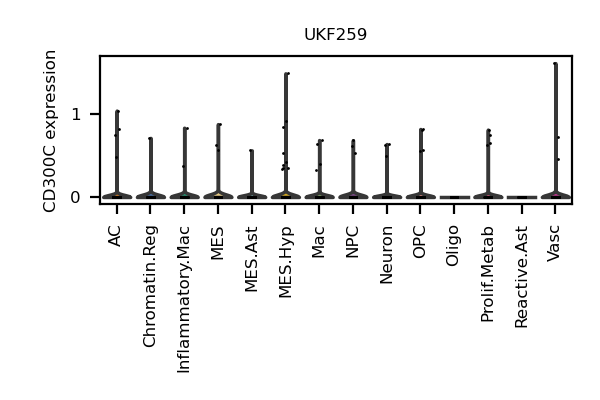 UKF259
CD300C expression
1
0
AC
Chromatin.Reg
Inflammatory.Mac
MES
MES.Ast
MES.Hyp
Mac
NPC
Neuron
OPC
Oligo
Prolif.Metab
Reactive.Ast
Vasc